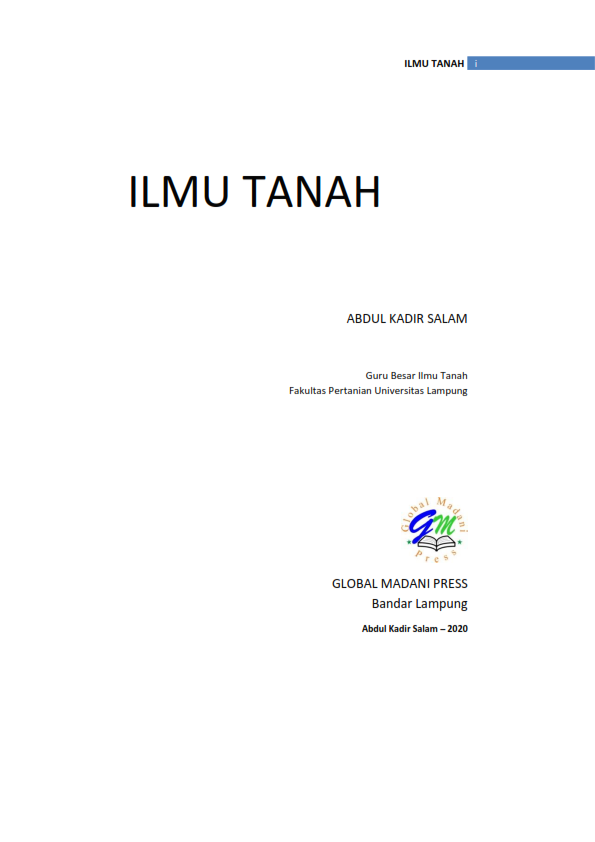 ILMU TANAH i
ILMU TANAH
ABDUL KADIR SALAM
Guru Besar Ilmu Tanah
Fakultas Pertanian Universitas Lampung
Global Madani
GM
Press
GLOBAL MADANI PRESS
Bandar Lampung
Abdul Kadir Salam – 2020